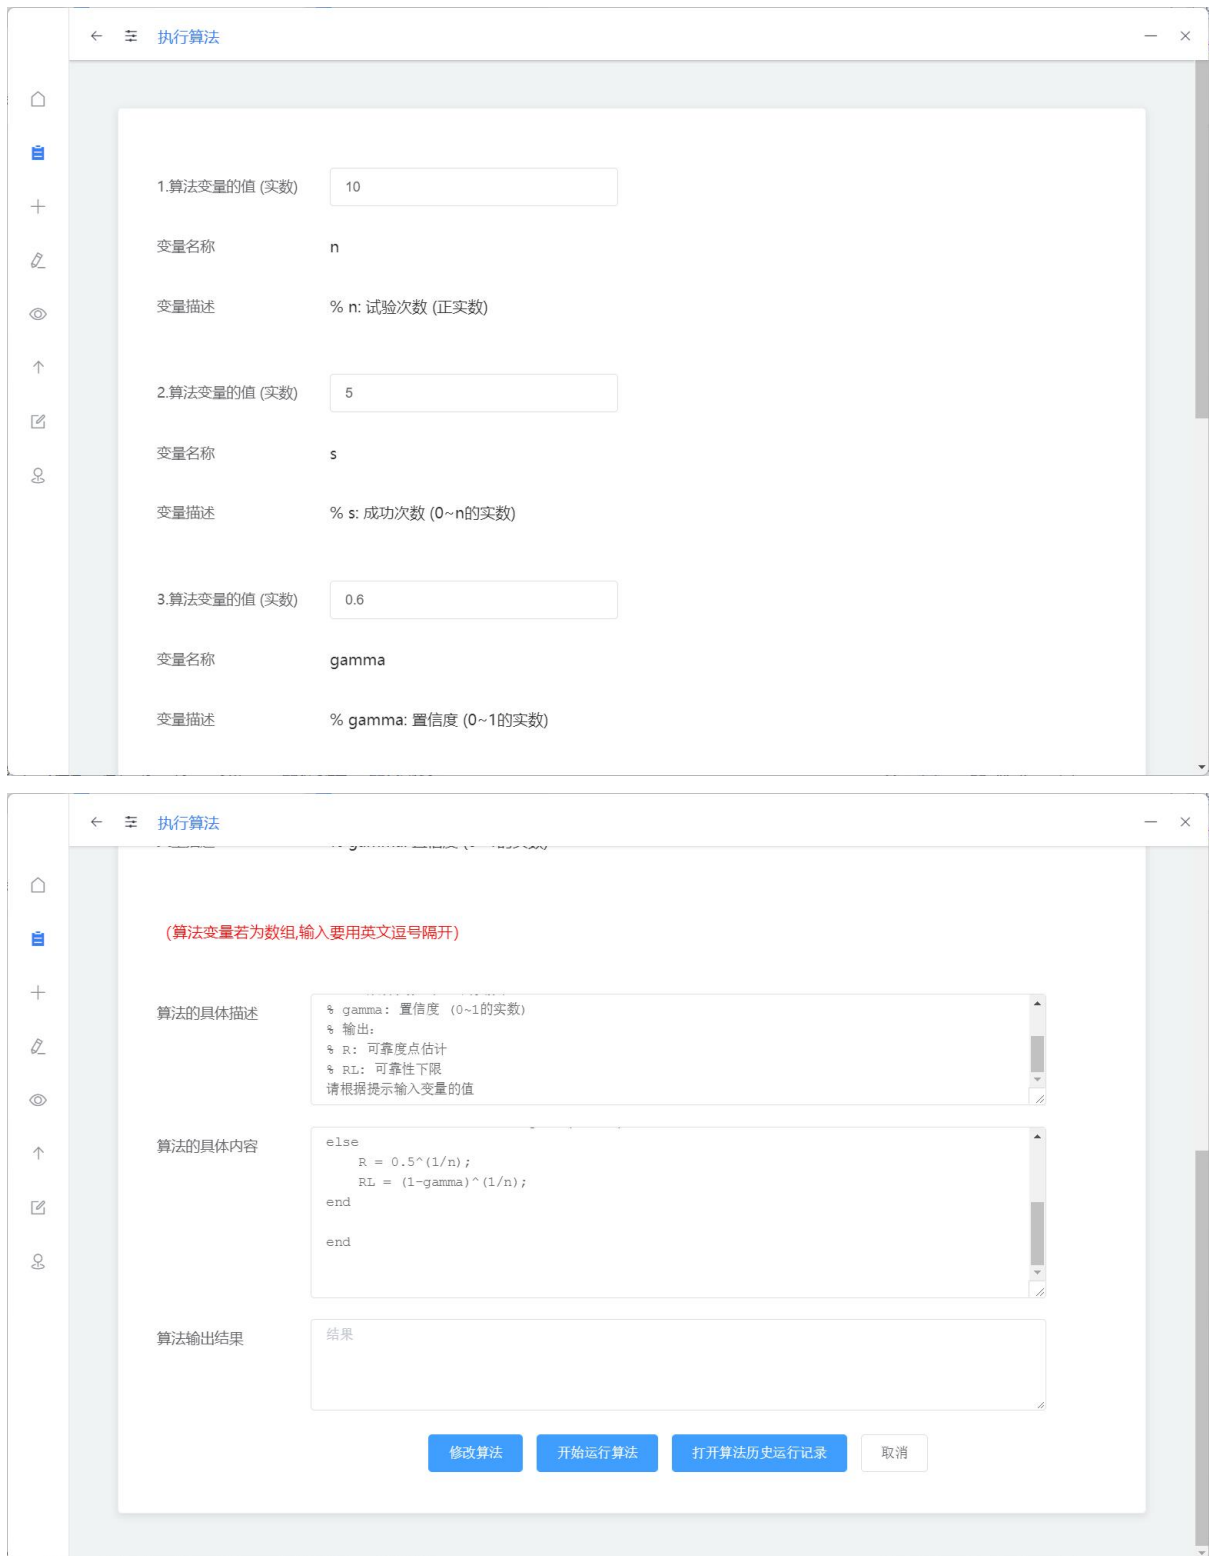 执行算法
1.算法变量的值 (实数) 10
变量名称 n
变量描述 % n: 试验次数 (正实数)
2.算法变量的值 (实数) 5
变量名称 s
变量描述 % s: 成功次数 (0~n的实数)
3.算法变量的值 (实数) 0.6
变量名称 gamma
变量描述 % gamma: 置信度 (0~1的实数)
执行算法
(算法变量若为数组,输入要用英文逗号隔开)
算法的具体描述
% gamma: 置信度 (0~1的实数)
% 输出:
% R: 可靠度点估计
% RL: 可靠性下限
请根据提示输入变量的值
算法的具体内容
else
R = 0.5^(1/n);
RL = (1-gamma)^(1/n);
end
end
算法输出结果
结果
修改算法 开始运行算法 打开算法历史运行记录 取消